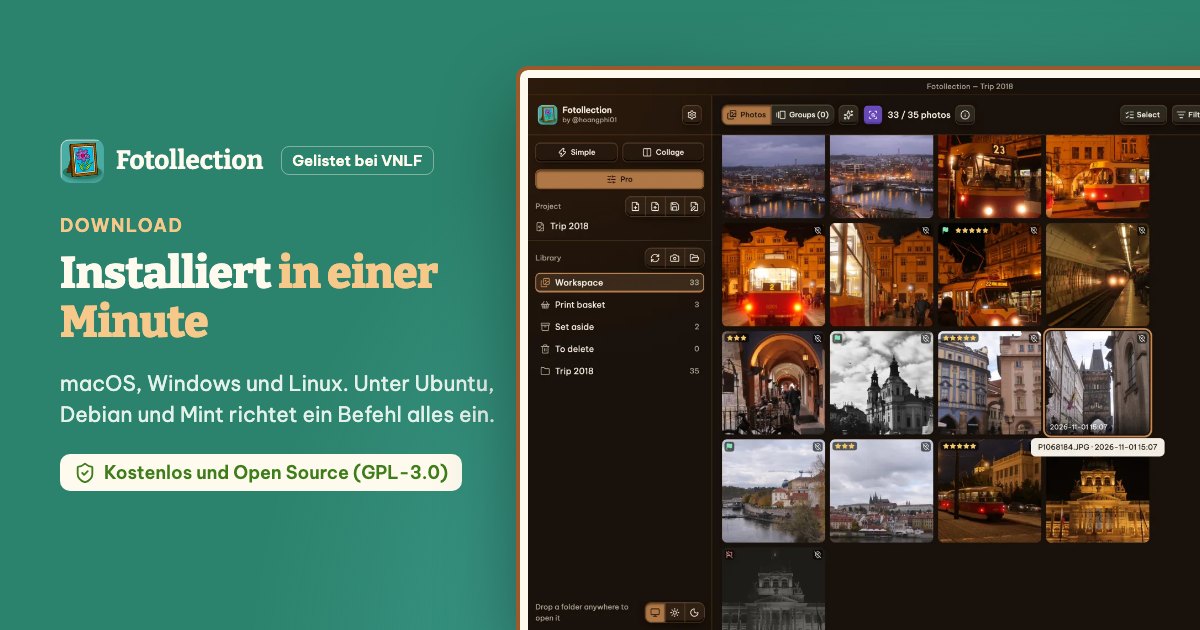 Fotollection
Gelistet bei VNLF
DOWNLOAD
Installiert in einer
Minute
macOS, Windows und Linux. Unter Ubuntu,
Debian und Mint richtet ein Befehl alles ein.
Kostenlos und Open Source (GPL-3.0)
Fotollection — Trip 2018
Fotollection
by @hoangphi01
Simple
Collage
Pro
Project
Trip 2018
Library
Workspace 33
Print basket 3
Set aside 2
To delete 0
Trip 2018 35
Drop a folder anywhere to
open it
Photos
Groups (0)
33 / 35 photos
Select
Filt
23
2
2026-11-01 15:07
P1068184.JPG · 2026-11-01 15:07